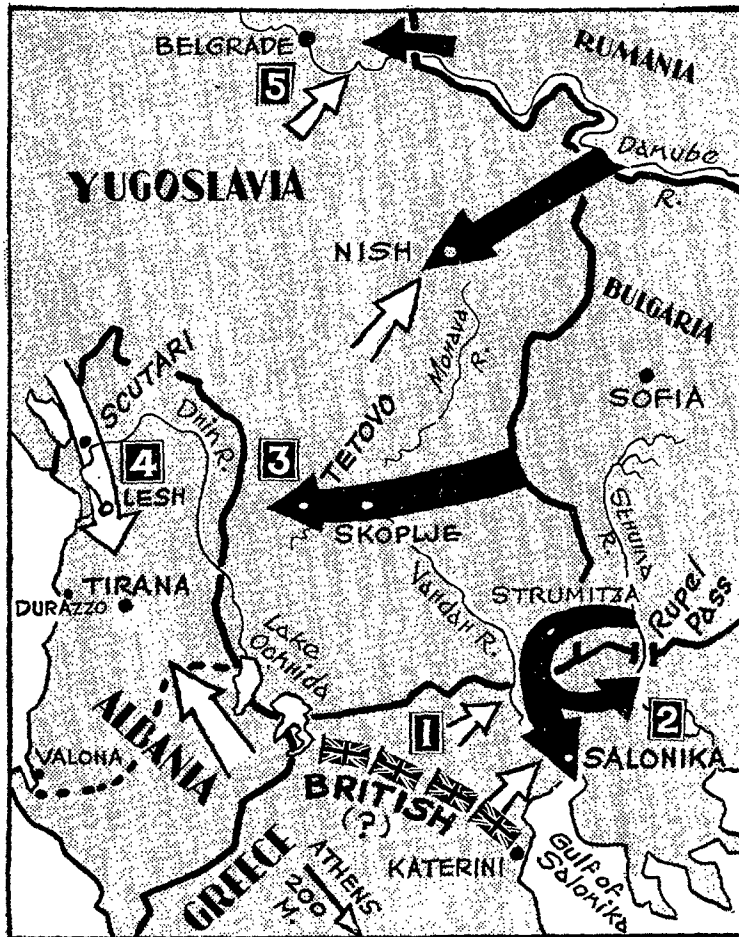 BELGRADE
RUMANIA
5
Danube
R.
YUGOSLAVIA
NISH
BULGARIA
Morava
R.
SOFIA
SCUTARI
Drin R.
4
3
TETOVO
LESH
SKOPLJE
Struma
R.
TIRANA
DURAZZO
Vardar R.
STRUMITZA
Rupel
Pass
Lake
Ochrida
ALBANIA
1
2
VALONA
SALONIKA
BRITISH
(?)
GREECE
ATHENS
200
M.
KATERINI
Gulf of
Salonika